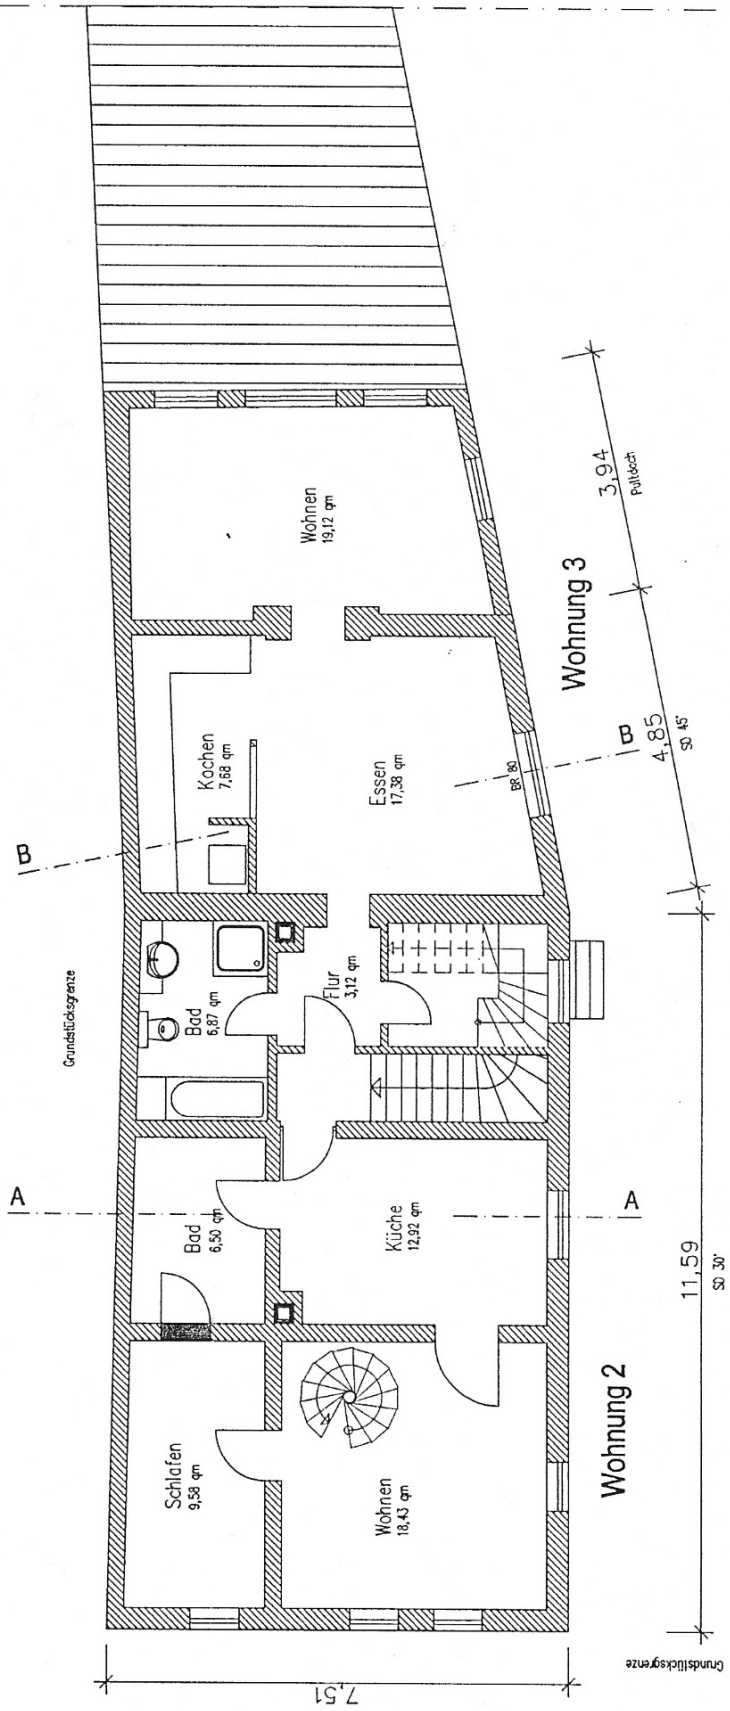 Grundstücksgrenze
A
B
Schlafen
9,58 qm
Bad
6,50 qm
Bad
6,87 qm
Kochen
7,68 qm
Wohnen
19,12 qm
Wohnen
18,43 qm
Küche
12,92 qm
Flur
3,12 qm
Essen
17,38 qm
BR 80
A
B
Wohnung 2
Wohnung 3
7,51
11,59
SD 30°
4,85
SD 45°
3,94
Pultdach
Grundstücksgrenze